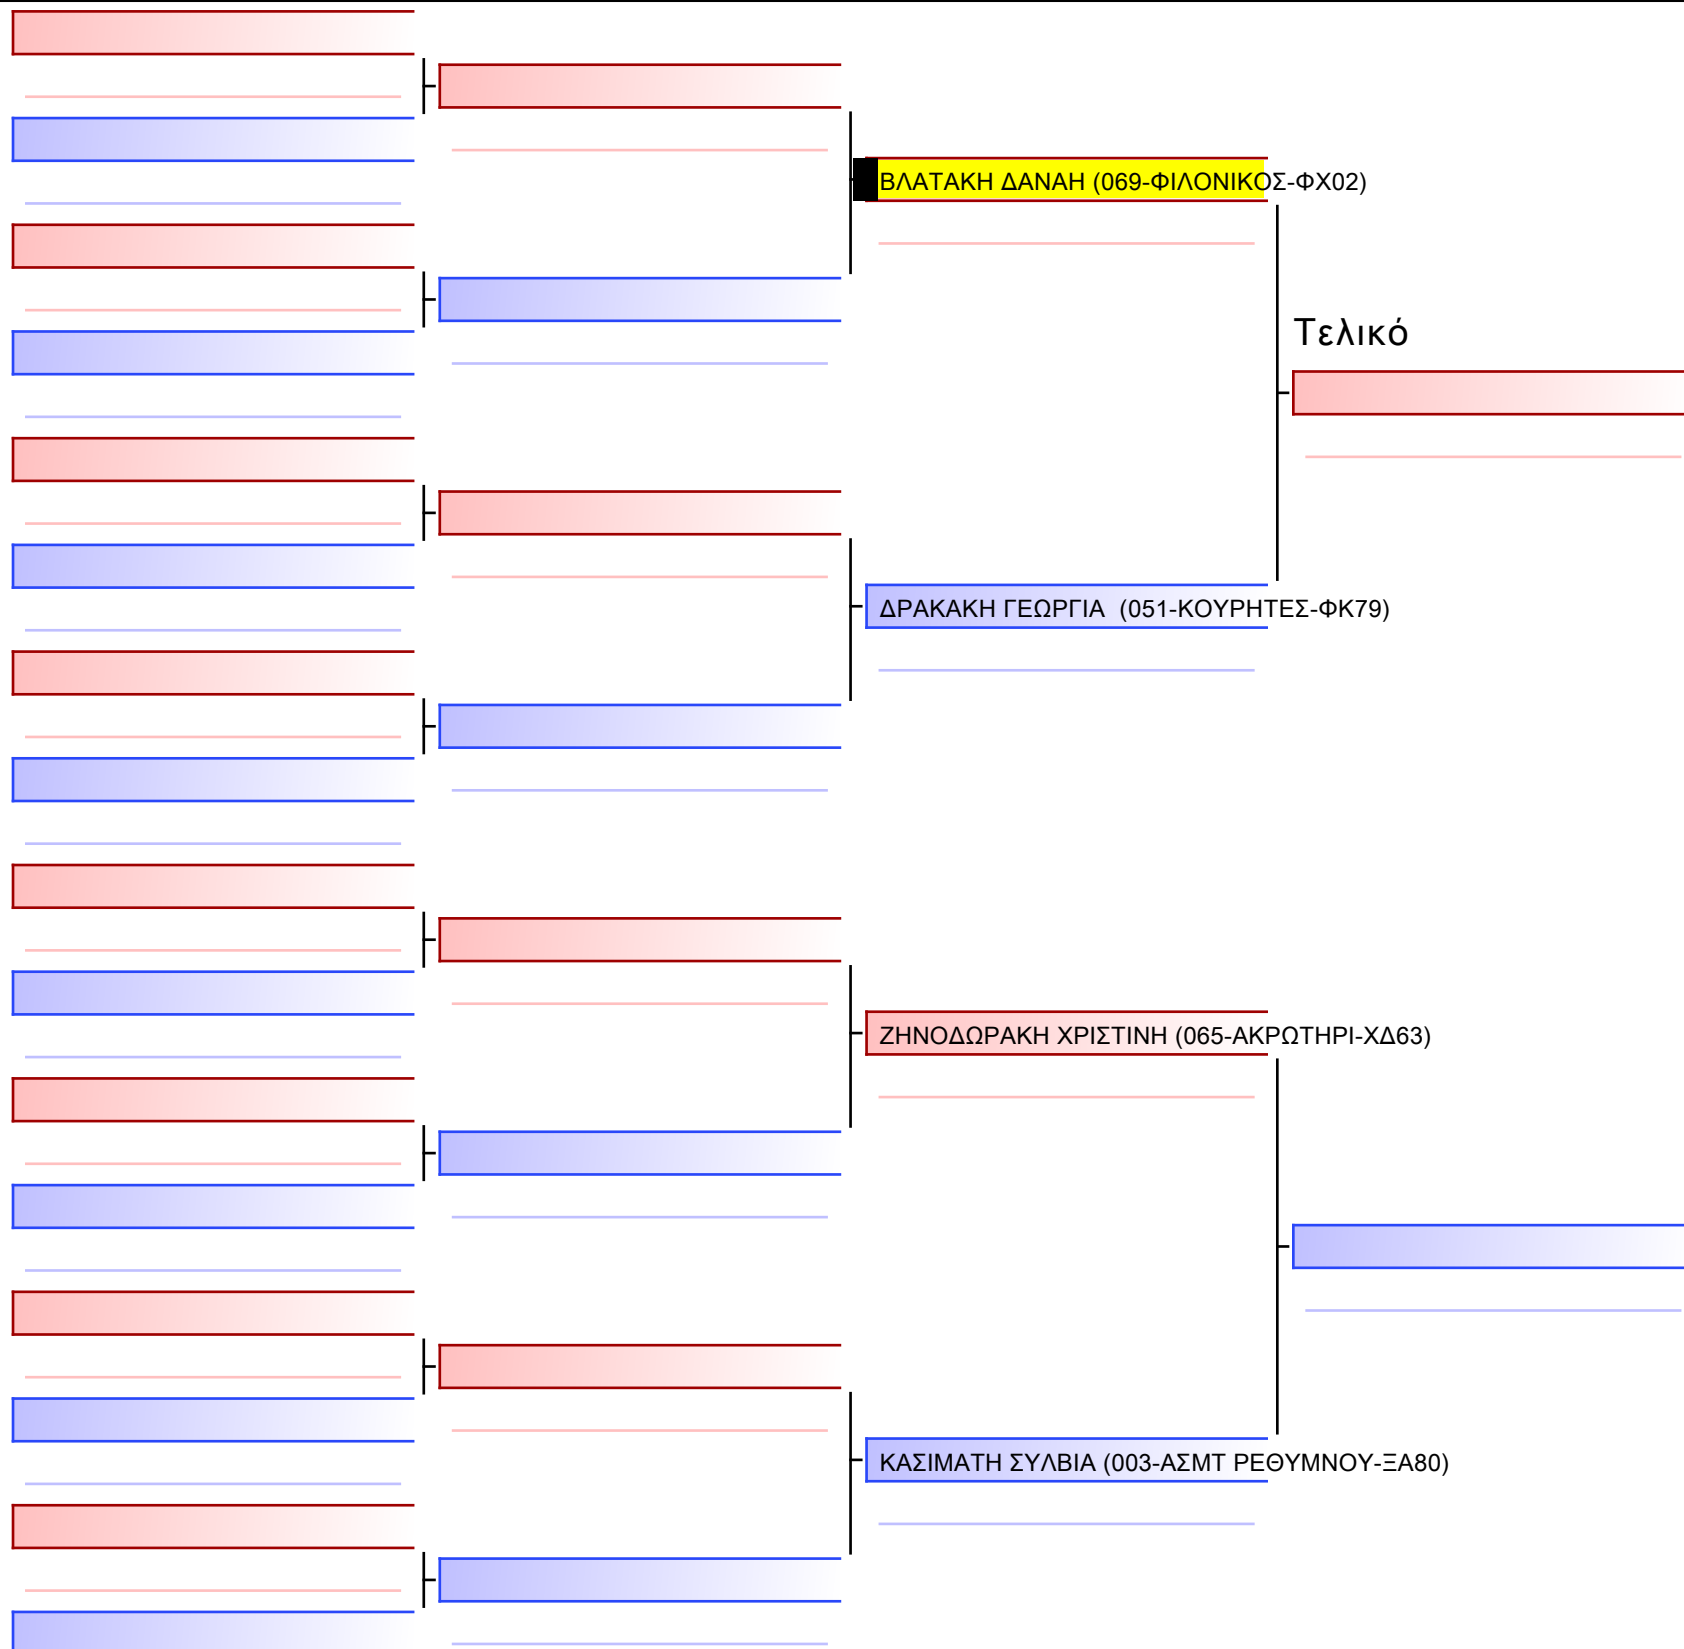 ΒΛΑΤΑΚΗ ΔΑΝΑΗ (069-ΦΙΛΟΝΙΚΟΣ-ΦΧ02)
Τελικό
ΔΡΑΚΑΚΗ ΓΕΩΡΓΙΑ  (051-ΚΟΥΡΗΤΕΣ-ΦΚ79)
ΖΗΝΟΔΩΡΑΚΗ ΧΡΙΣΤΙΝΗ (065-ΑΚΡΩΤΗΡΙ-ΧΔ63)
ΚΑΣΙΜΑΤΗ ΣΥΛΒΙΑ (003-ΑΣΜΤ ΡΕΘΥΜΝΟΥ-ΞΑ80)